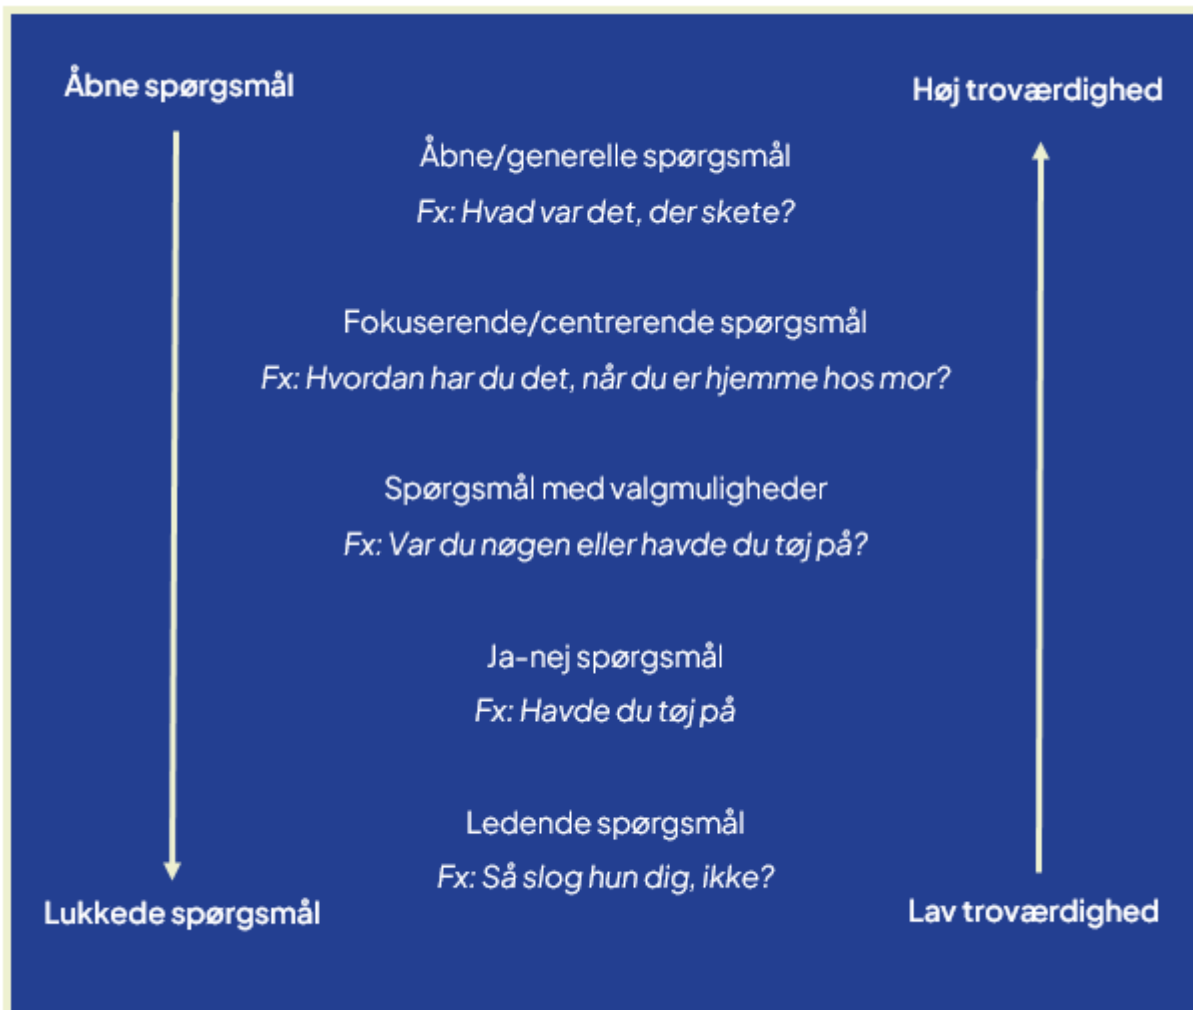 Åbne spørgsmål
Høj troværdighed
Åbne/generelle spørgsmål
Fx: Hvad var det, der skete?
Fokuserende/centrerende spørgsmål
Fx: Hvordan har du det, når du er hjemme hos mor?
Spørgsmål med valgmuligheder
Fx: Var du nøgen eller havde du tøj på?
Ja-nej spørgsmål
Fx: Havde du tøj på
Ledende spørgsmål
Fx: Så slog hun dig, ikke?
Lukkede spørgsmål
Lav troværdighed